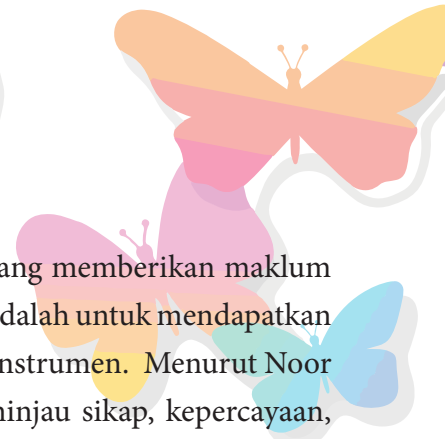 ang memberikan maklum
dalah untuk mendapatkan
nstrumen. Menurut Noor
ninjau sikap, kepercayaan,